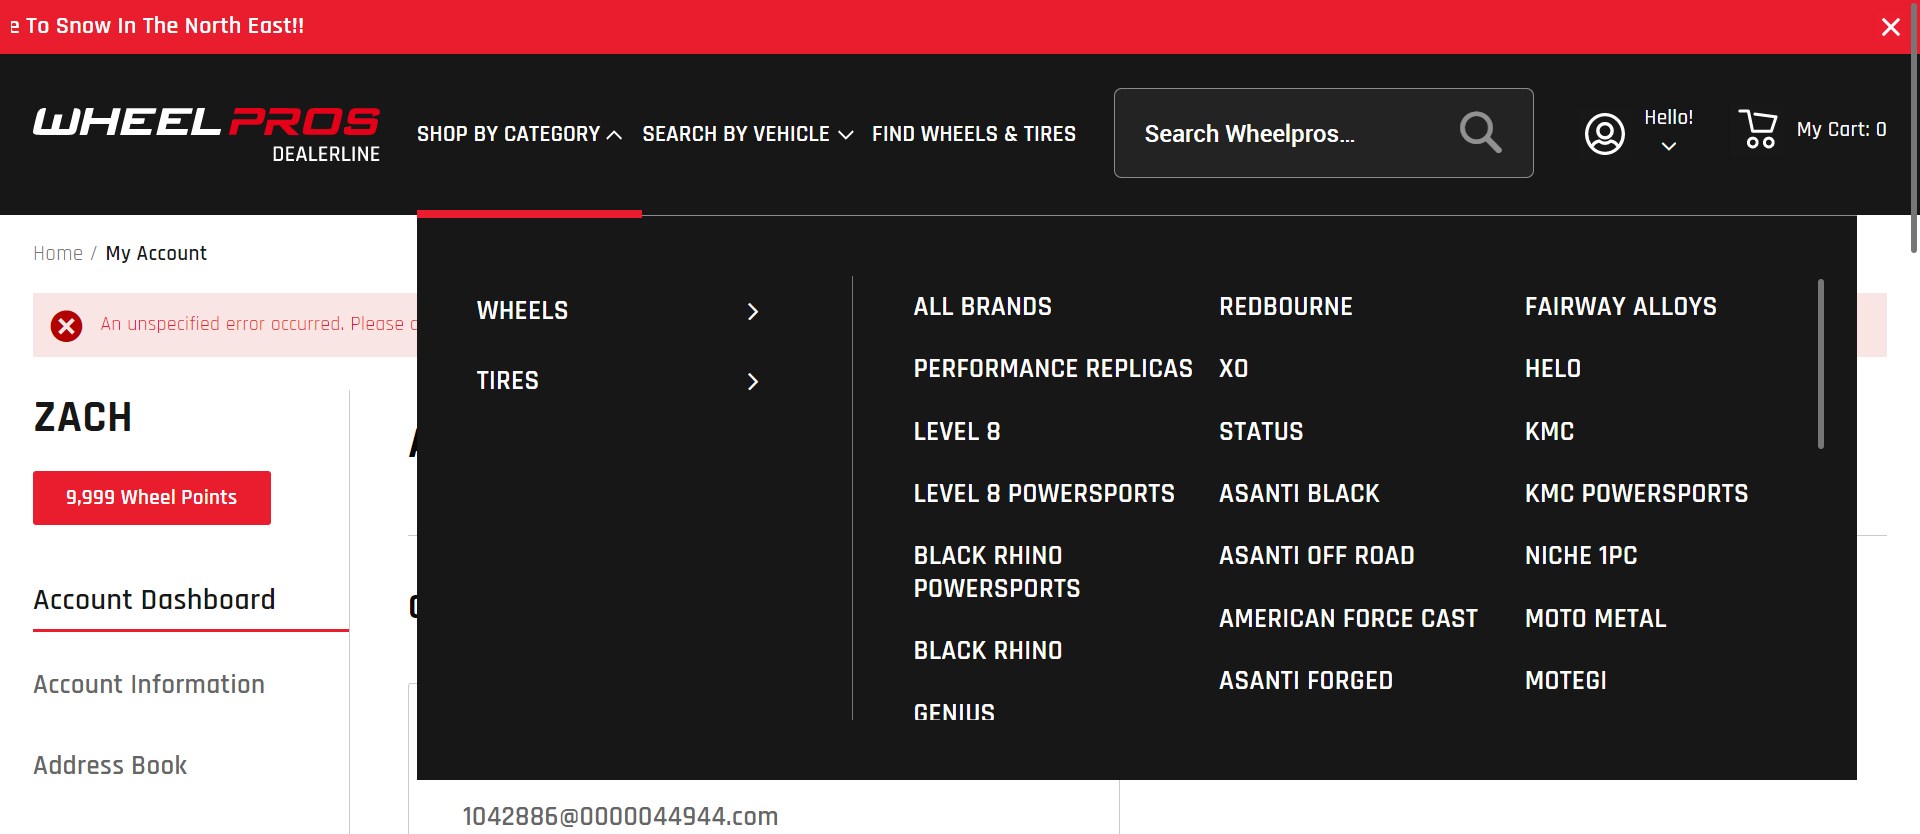 e To Snow In The North East!!
WHEEL PROS
DEALERLINE
SHOP BY CATEGORY
SEARCH BY VEHICLE
FIND WHEELS & TIRES
Search Wheelpros...
Hello!
My Cart: 0
Home / My Account
An unspecified error occurred. Please
ZACH
9,999 Wheel Points
Account Dashboard
Account Information
Address Book
WHEELS
TIRES
ALL BRANDS
PERFORMANCE REPLICAS
LEVEL 8
LEVEL 8 POWERSPORTS
BLACK RHINO
POWERSPORTS
BLACK RHINO
GENIUS
REDBOURNE
XO
STATUS
ASANTI BLACK
ASANTI OFF ROAD
AMERICAN FORCE CAST
ASANTI FORGED
FAIRWAY ALLOYS
HELO
KMC
KMC POWERSPORTS
NICHE 1PC
MOTO METAL
MOTEGI
1042886@0000044944.com